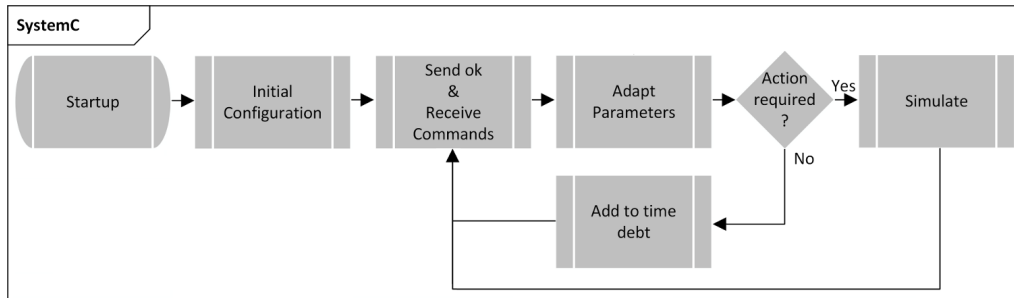 SystemC
Startup
Initial
Configuration
Send ok
&
Receive
Commands
Adapt
Parameters
Action
required
?
Yes
Simulate
No
Add to time
debt